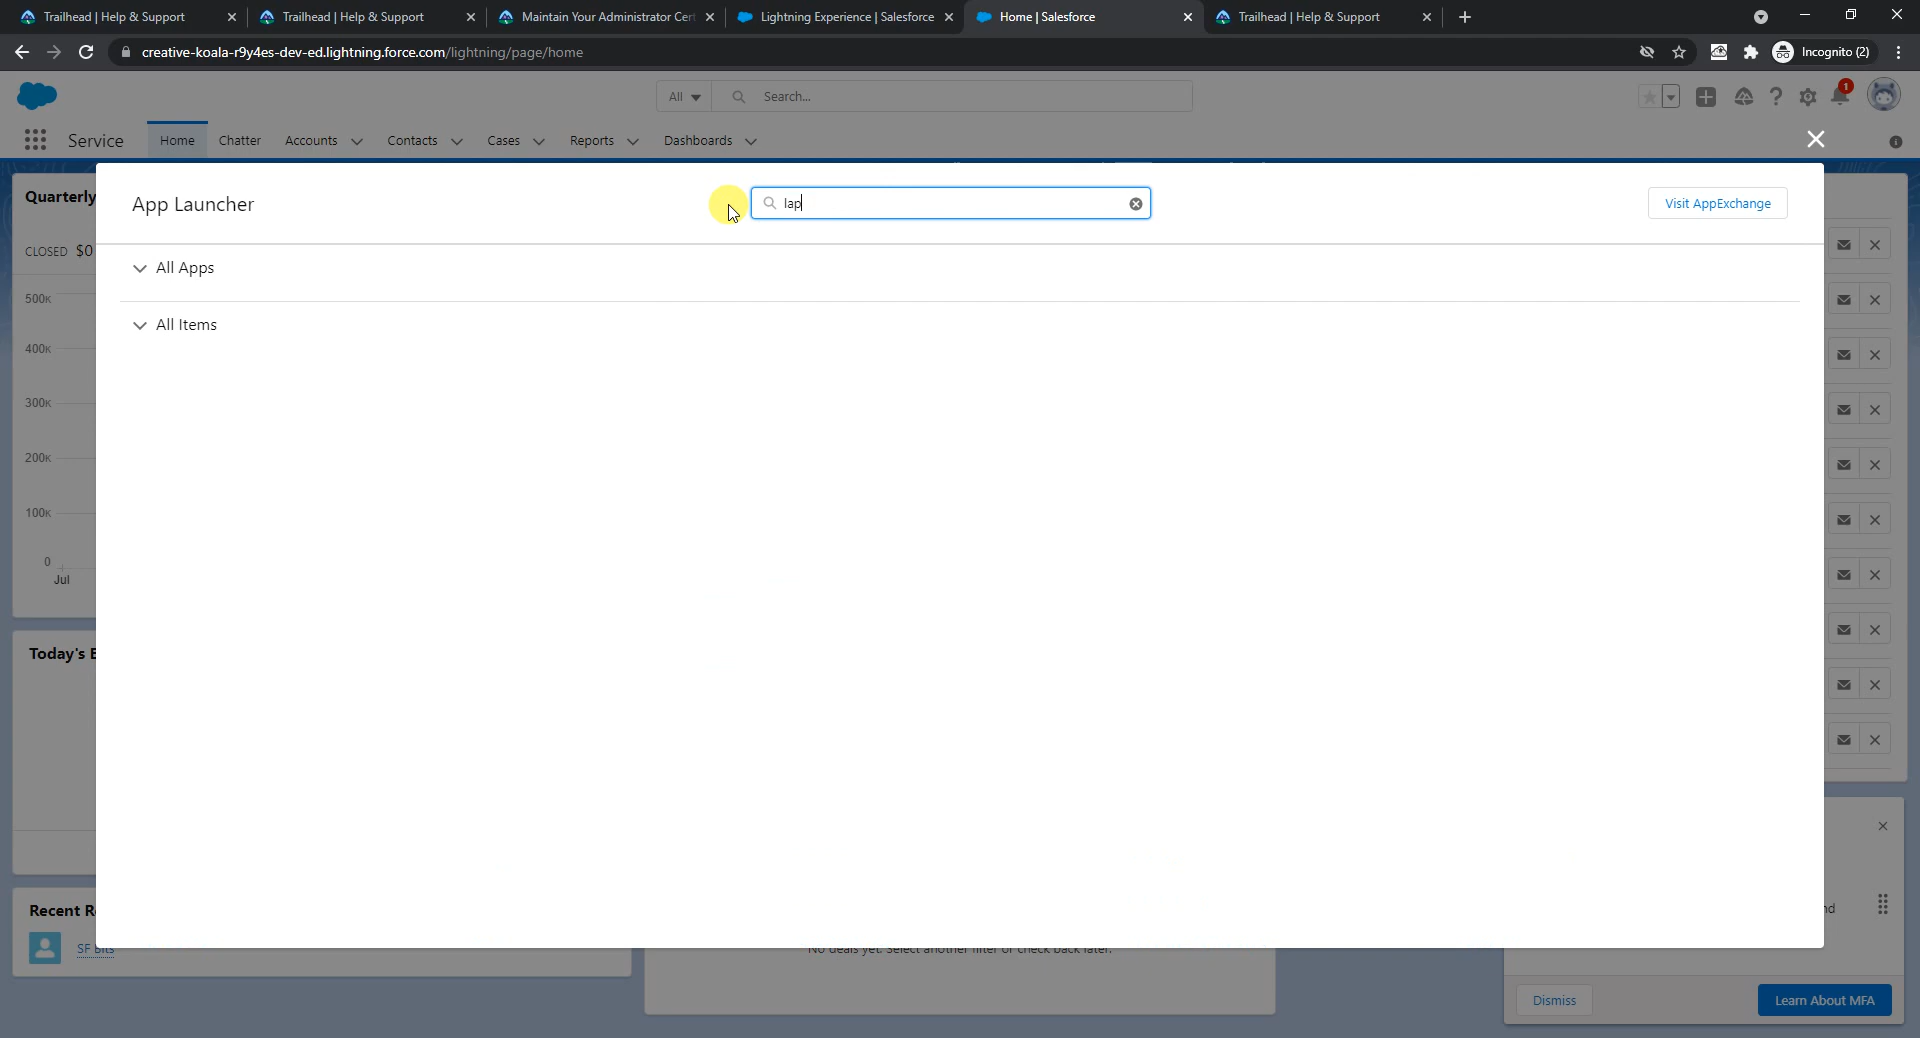 Trailhead | Help & Support
Trailhead | Help & Support
Maintain Your Administrator Cert
Lightning Experience | Salesforce
Home | Salesforce
Trailhead | Help & Support
creative-koala-r9y4es-dev-ed.lightning.force.com/lightning/page/home
Incognito (2)
All
Search...
1
Service
Home
Chatter
Accounts
Contacts
Cases
Reports
Dashboards
Quarterly
App Launcher
lap
Visit AppExchange
CLOSED $0
All Apps
500K
All Items
400K
300K
200K
100K
0
Jul
Today's E
Recent R
nd
SF Bits
No deals yet. Select another filter or check back later.
Dismiss
Learn About MFA